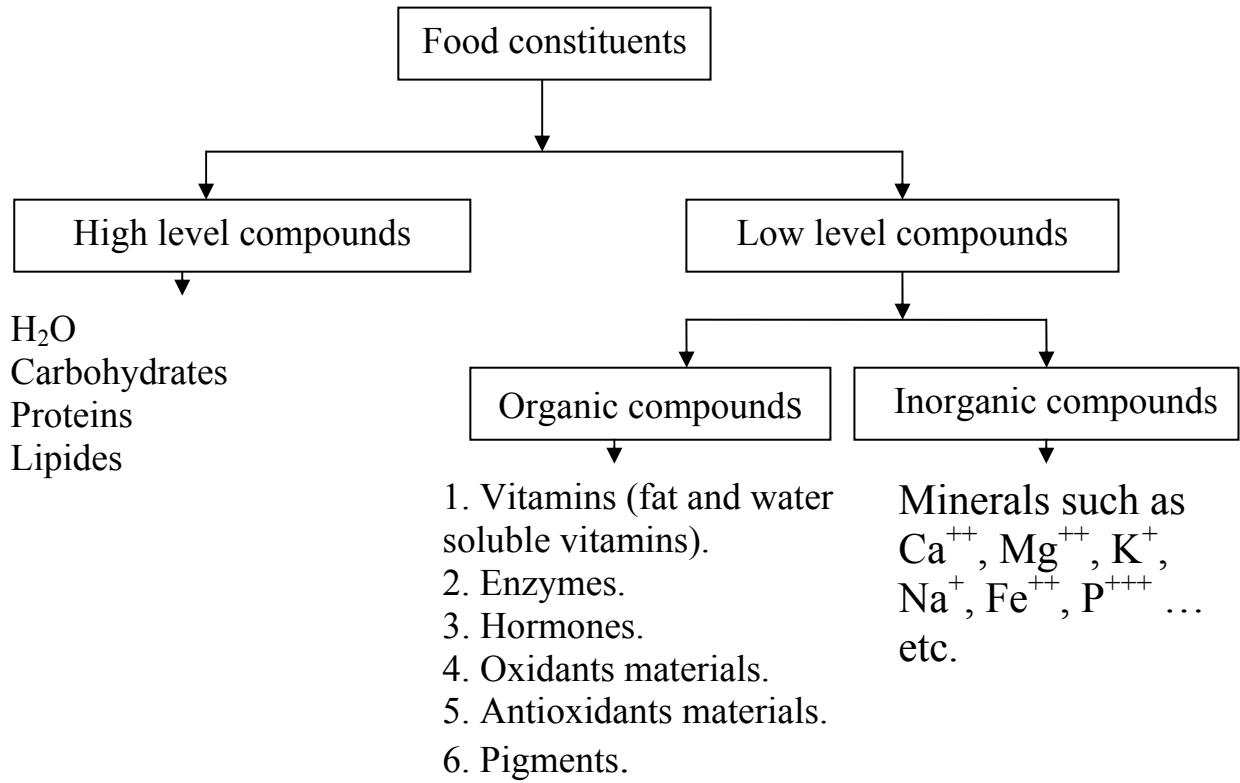 Food constituents
High level compounds
Low level compounds
H₂O
Carbohydrates
Proteins
Lipides
Organic compounds
Inorganic compounds
1. Vitamins (fat and water
soluble vitamins).
2. Enzymes.
3. Hormones.
4. Oxidants materials.
5. Antioxidants materials.
6. Pigments.
Minerals such as
Ca⁺⁺, Mg⁺⁺, K⁺,
Na⁺, Fe⁺⁺, P⁺⁺⁺ …
etc.